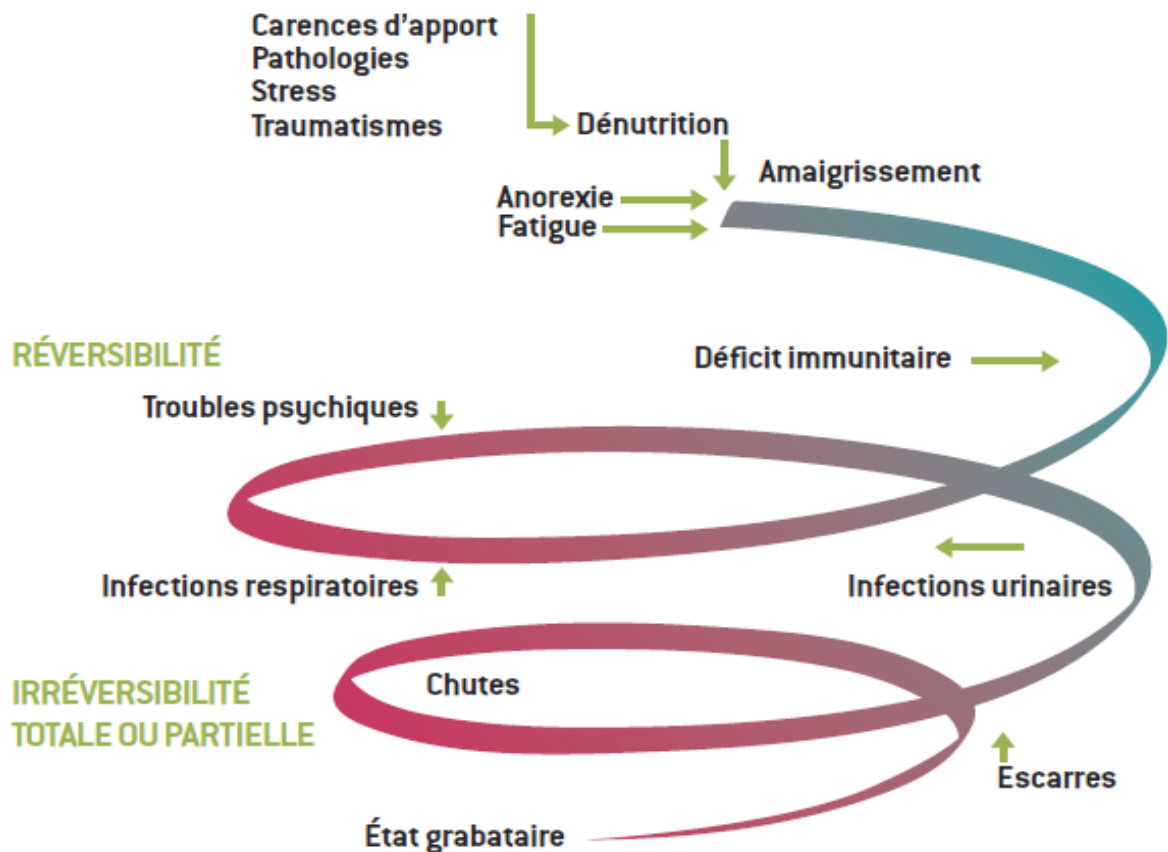 Carences d'apport
Pathologies
Stress
Traumatismes
Dénutrition
Amaigrissement
Anorexie
Fatigue
RÉVERSIBILITÉ
Déficit immunitaire
Troubles psychiques
Infections respiratoires
Infections urinaires
IRRÉVERSIBILITÉ
TOTALE OU PARTIELLE
Chutes
Escarres
État grabataire